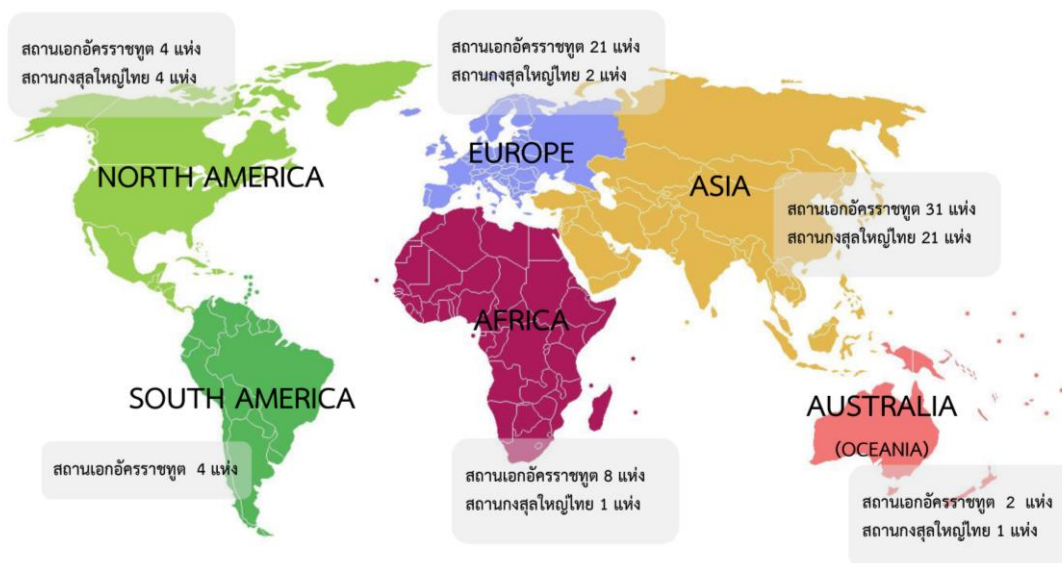 สถานเอกอัครราชทูต 4 แห่ง
สถานกงสุลใหญ่ไทย 4 แห่ง
สถานเอกอัครราชทูต 21 แห่ง
สถานกงสุลใหญ่ไทย 2 แห่ง
NORTH AMERICA
EUROPE
ASIA
สถานเอกอัครราชทูต 31 แห่ง
สถานกงสุลใหญ่ไทย 21 แห่ง
AFRICA
SOUTH AMERICA
AUSTRALIA
(OCEANIA)
สถานเอกอัครราชทูต 4 แห่ง
สถานเอกอัครราชทูต 8 แห่ง
สถานกงสุลใหญ่ไทย 1 แห่ง
สถานเอกอัครราชทูต 2 แห่ง
สถานกงสุลใหญ่ไทย 1 แห่ง